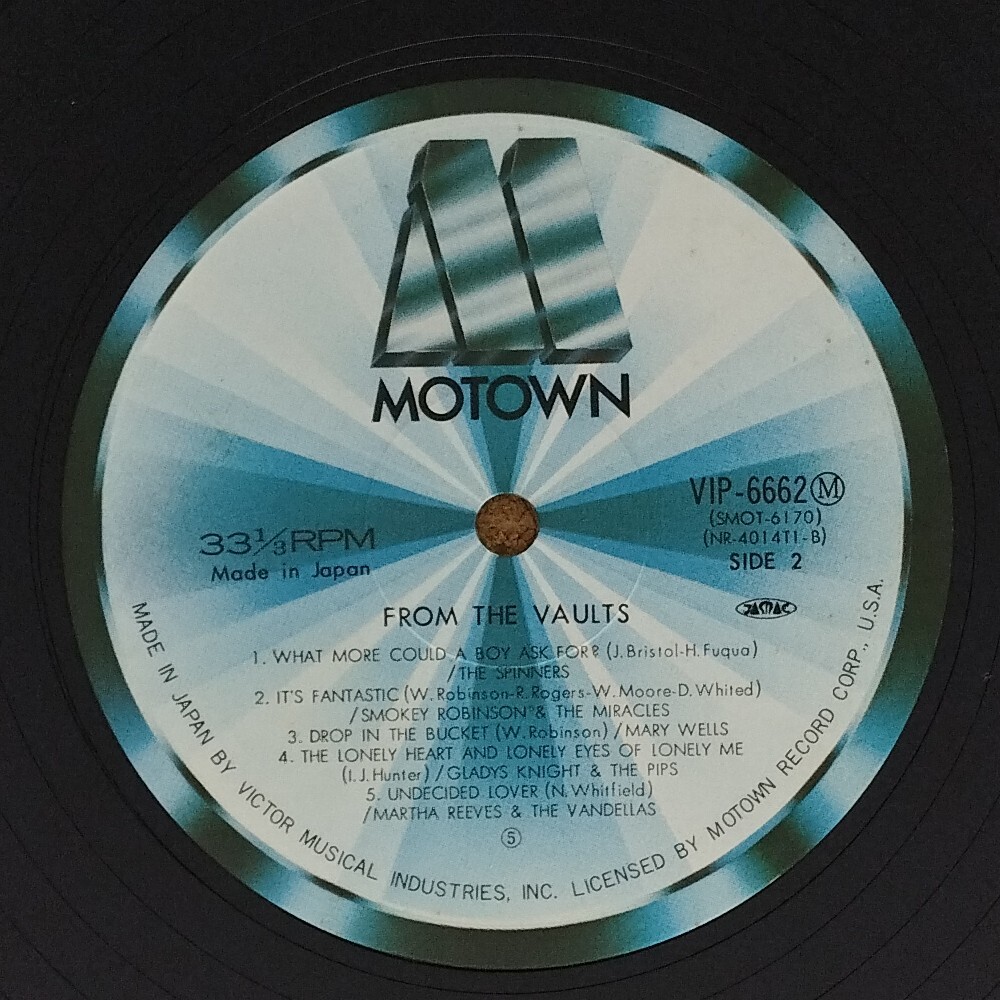 MOTOWN
VIP-6662 Ⓜ
(SMOT-6170)
(NR-4014T1-B)
SIDE 2
33⅓RPM
Made in Japan
JASRAC
FROM THE VAULTS
1. WHAT MORE COULD A BOY ASK FOR? (J. Bristol-H. Fuqua)
/THE SPINNERS
2. IT'S FANTASTIC (W. Robinson-R. Rogers-W. Moore-D. Whited)
/SMOKEY ROBINSON & THE MIRACLES
3. DROP IN THE BUCKET (W. Robinson)/MARY WELLS
4. THE LONELY HEART AND LONELY EYES OF LONELY ME
(I. J. Hunter)/GLADYS KNIGHT & THE PIPS
5. UNDECIDED LOVER (N. Whitfield)
/MARTHA REEVES & THE VANDELLAS
⑤
MADE IN JAPAN BY VICTOR MUSICAL INDUSTRIES, INC. LICENSED BY MOTOWN RECORD CORP., U.S.A.